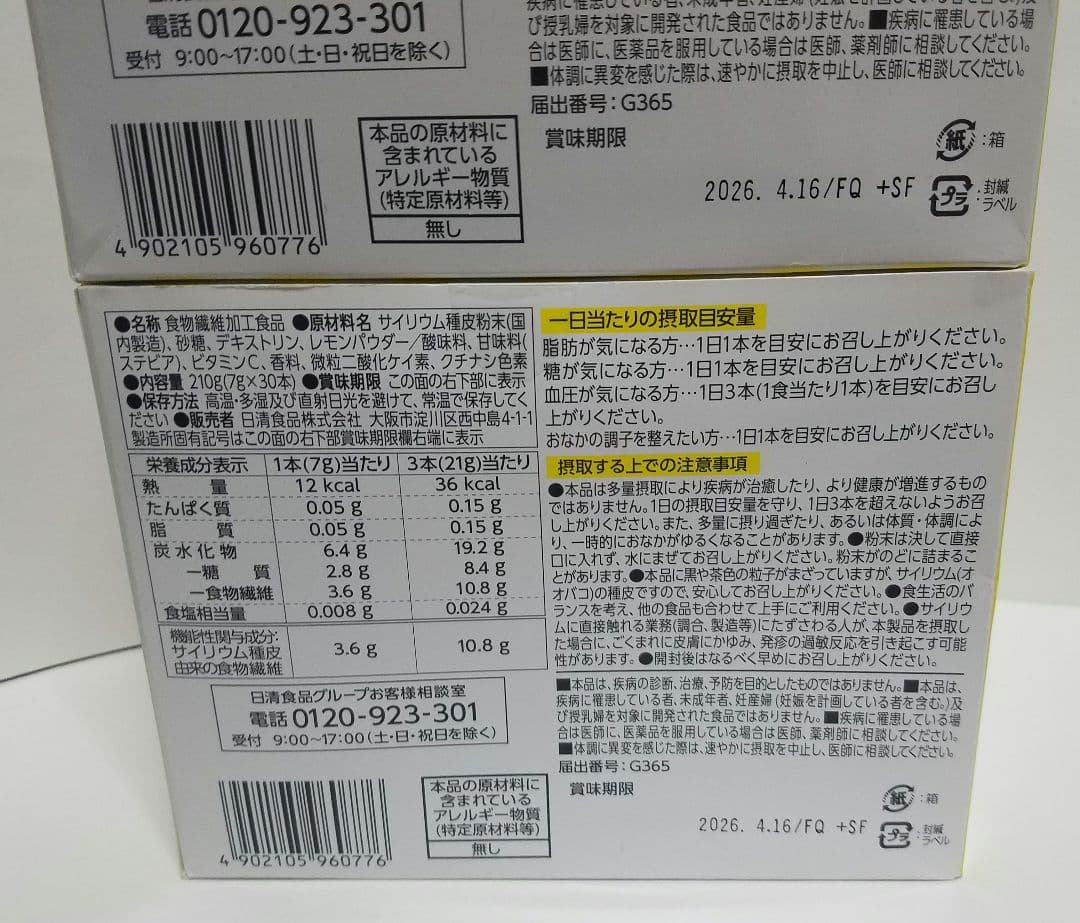 電話 0120-923-301
受付 9:00~17:00(土・日・祝日を除く)
び授乳婦を対象に開発された食品ではありません。■疾病に罹患している場
合は医師に、医薬品を服用している場合は医師、薬剤師に相談してください。
■体調に異変を感じた際は、速やかに摂取を中止し、医師に相談してください。
届出番号:G365
賞味期限
2026. 4.16/FQ +SF
紙 :箱
プラ :封緘
ラベル
本品の原材料に
含まれている
アレルギー物質
(特定原材料等)
無し
4 902105 960776
●名称 食物繊維加工食品 ●原材料名 サイリウム種皮粉末(国
内製造)、砂糖、デキストリン、レモンパウダー/酸味料、甘味料(
ステビア)、ビタミンC、香料、微粒二酸化ケイ素、クチナシ色素
●内容量 210g(7g×30本) ●賞味期限 この面の右下部に表示
●保存方法 高温・多湿及び直射日光を避けて、常温で保存してく
ださい ●販売者 日清食品株式会社 大阪市淀川区西中島4-1-1
製造所固有記号はこの面の右下部賞味期限欄右端に表示
栄養成分表示 1本(7g)当たり 3本(21g)当たり
熱量 12 kcal 36 kcal
たんぱく質 0.05 g 0.15 g
脂質 0.05 g 0.15 g
炭水化物 6.4 g 19.2 g
－糖質 2.8 g 8.4 g
－食物繊維 3.6 g 10.8 g
食塩相当量 0.008 g 0.024 g
機能性関与成分:
サイリウム種皮
由来の食物繊維 3.6 g 10.8 g
日清食品グループお客様相談室
電話 0120-923-301
受付 9:00~17:00(土・日・祝日を除く)
4 902105 960776
本品の原材料に
含まれている
アレルギー物質
(特定原材料等)
無し
一日当たりの摂取目安量
脂肪が気になる方…1日1本を目安にお召し上がりください。
糖が気になる方…1日1本を目安にお召し上がりください。
血圧が気になる方…1日3本(1食当たり1本)を目安にお召し
上がりください。
おなかの調子を整えたい方…1日1本を目安にお召し上がりください。
摂取する上での注意事項
●本品は多量摂取により疾病が治癒したり、より健康が増進するもの
ではありません。1日の摂取目安量を守り、1日3本を超えないようお召
し上がりください。また、多量に摂り過ぎたり、あるいは体質・体調によ
り、一時的におなかがゆるくなることがあります。●粉末は決して直接
口に入れず、水にまぜてお召し上がりください。粉末がのどに詰まるこ
とがあります。●本品に黒や茶色の粒子がまざっていますが、サイリウム(オ
オバコ)の種皮ですので、安心してお召し上がりください。●食生活のバ
ランスを考え、他の食品も合わせて上手にご利用ください。●サイリウ
ムに直接触れる業務(調合、製造等)にたずさわる人が、本製品を摂取し
た場合に、ごくまれに皮膚にかゆみ、発疹の過敏反応を引き起こす可能
性があります。●開封後はなるべく早めにお召し上がりください。
■本品は、疾病の診断、治療、予防を目的としたものではありません。■本品は、
疾病に罹患している者、未成年者、妊産婦(妊娠を計画している者を含む。)及
び授乳婦を対象に開発された食品ではありません。■疾病に罹患している場
合は医師に、医薬品を服用している場合は医師、薬剤師に相談してください。
■体調に異変を感じた際は、速やかに摂取を中止し、医師に相談してください。
届出番号:G365
賞味期限
2026. 4.16/FQ +SF
紙 :箱
プラ :封緘
ラベル